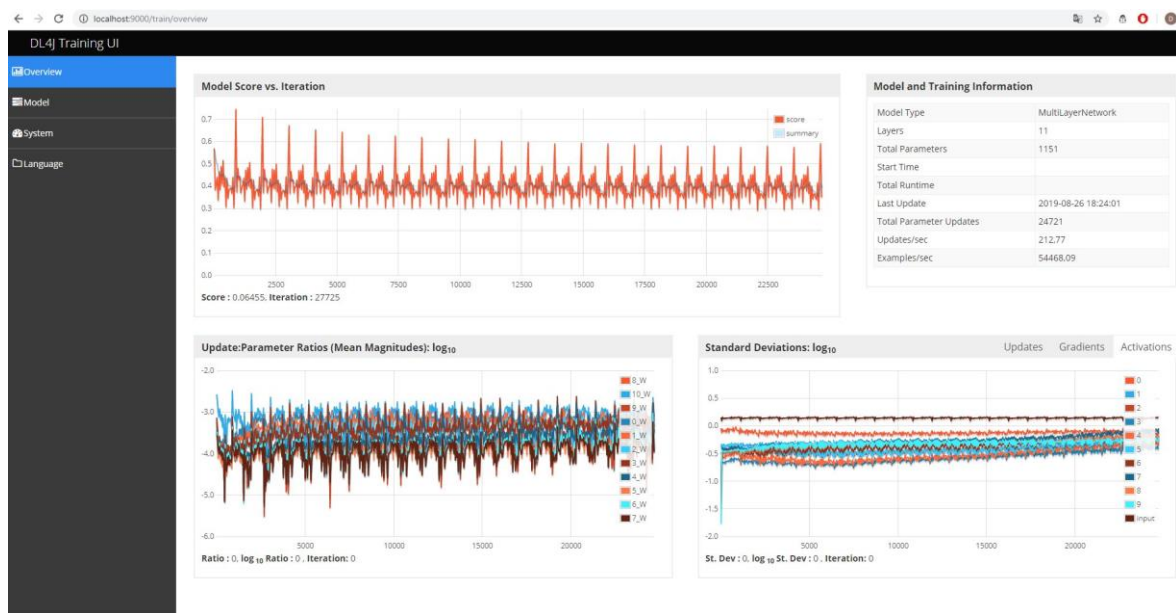 localhost:9000/train/overview
DL4J Training UI
Overview
Model
System
Language
Model Score vs. Iteration
0.7
0.6
0.5
0.4
0.3
0.2
0.1
0.0
score
summary
2500 5000 7500 10000 12500 15000 17500 20000 22500
Score : 0.06455, Iteration : 27725
Model and Training Information
Model Type MultiLayerNetwork
Layers 11
Total Parameters 1151
Start Time
Total Runtime
Last Update 2019-08-26 18:24:01
Total Parameter Updates 24721
Updates/sec 212.77
Examples/sec 54468.09
Update:Parameter Ratios (Mean Magnitudes): log10
-2.0
-3.0
-4.0
-5.0
-6.0
8_W
10_W
9_W
0_W
1_W
2_W
3_W
4_W
5_W
6_W
7_W
5000 10000 15000 20000
Ratio : 0, log 10 Ratio : 0 , Iteration: 0
Standard Deviations: log10 Updates Gradients Activations
1.0
0.5
0.0
-0.5
-1.0
-1.5
-2.0
0
1
2
3
4
5
6
7
8
9
input
5000 10000 15000 20000
St. Dev : 0, log 10 St. Dev : 0 , Iteration: 0